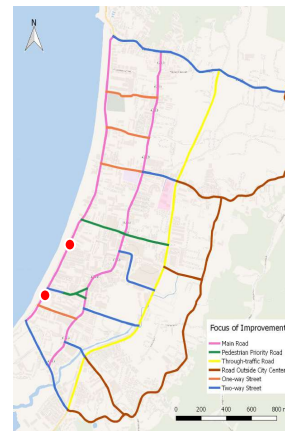 N
Focus of Improvement
Main Road
Pedestrian Priority Road
Through-traffic Road
Road Outside City Center
One-way Street
Two-way Street
0 200 400 600 800 m